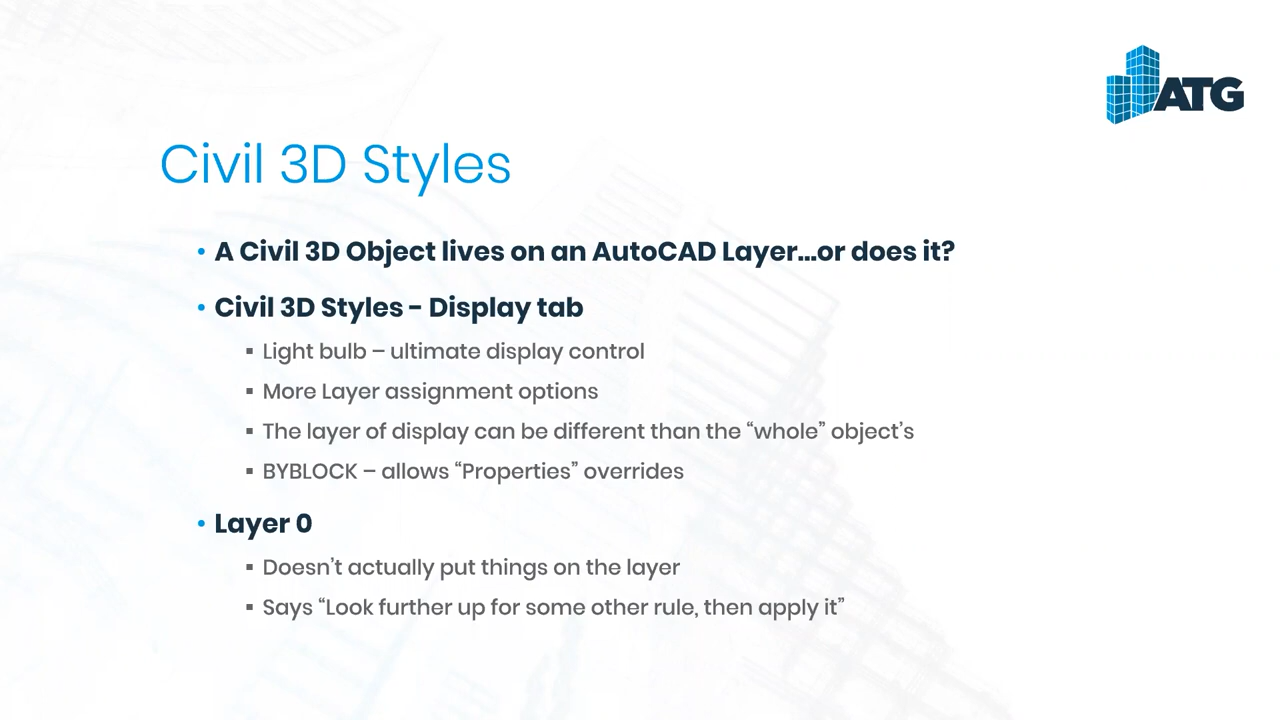 ATG
Civil 3D Styles
• A Civil 3D Object lives on an AutoCAD Layer...or does it?
• Civil 3D Styles - Display tab
▪ Light bulb – ultimate display control
▪ More Layer assignment options
▪ The layer of display can be different than the “whole” object’s
▪ BYBLOCK – allows “Properties” overrides
• Layer 0
▪ Doesn’t actually put things on the layer
▪ Says “Look further up for some other rule, then apply it”